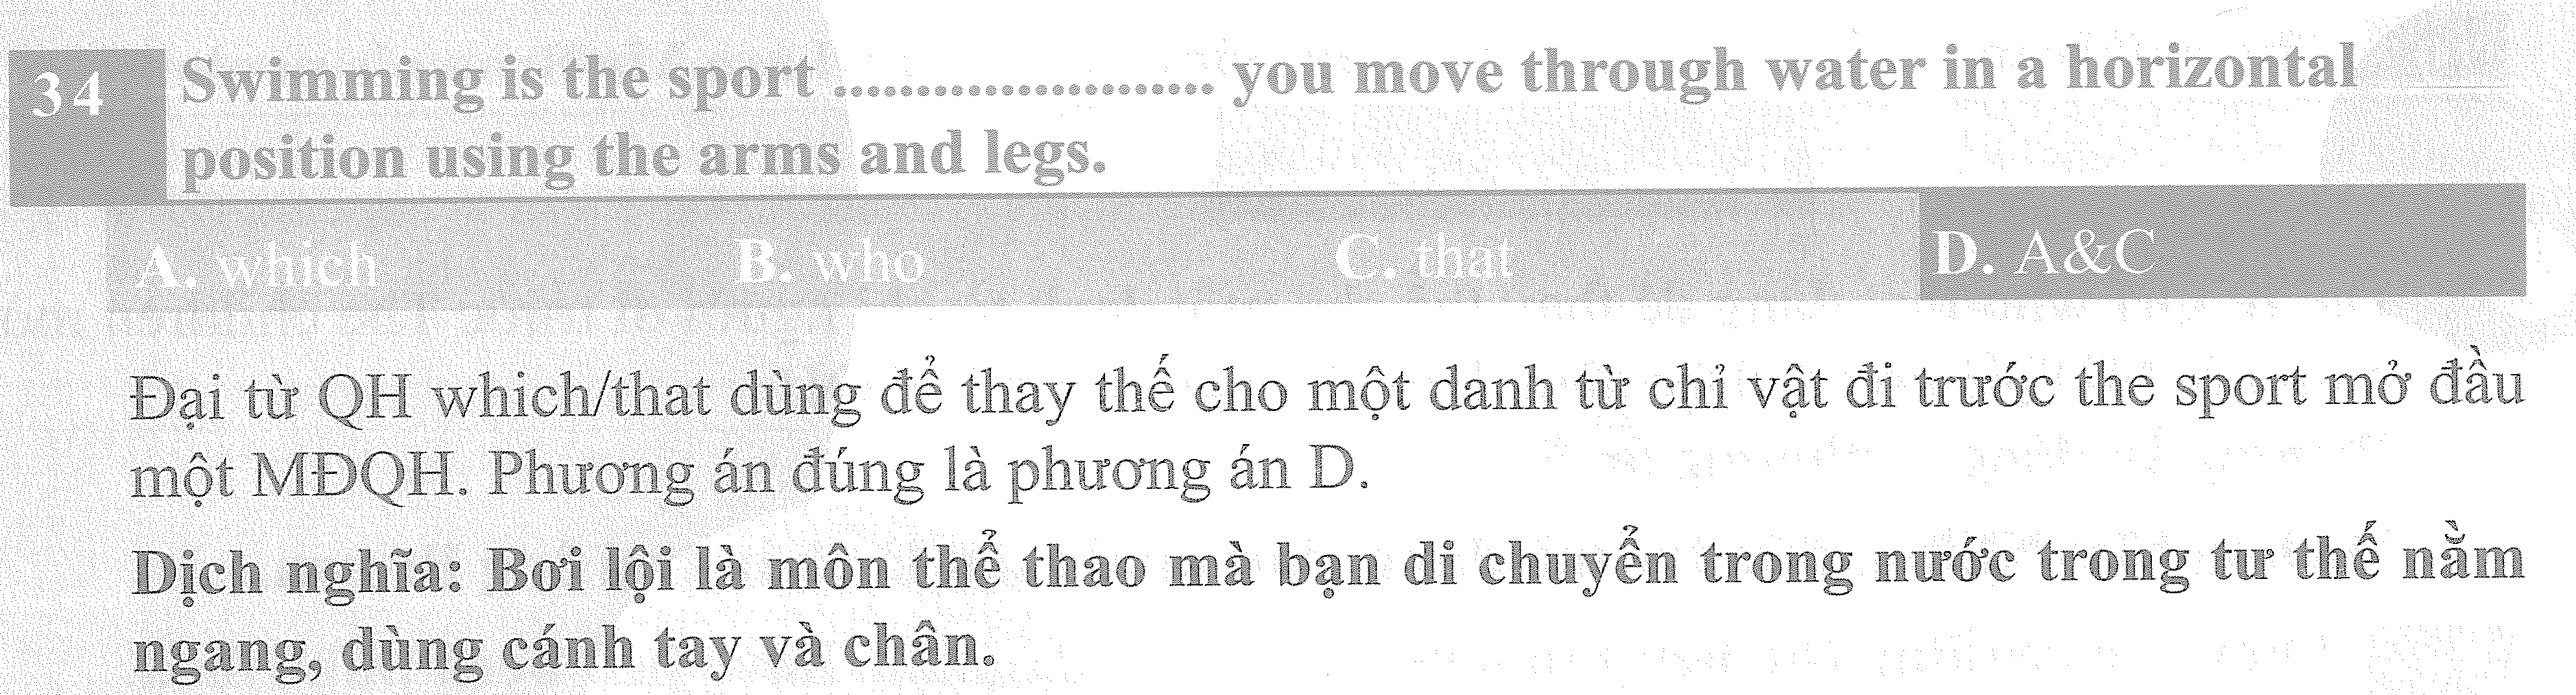 34 Swimming is the sport ........................ you move through water in a horizontal
position using the arms and legs.
A. which B. who C. that D. A&C
Đại từ QH which/that dùng để thay thế cho một danh từ chỉ vật đi trước the sport mở đầu
một MĐQH. Phương án đúng là phương án D.
Dịch nghĩa: Bơi lội là môn thể thao mà bạn di chuyển trong nước trong tư thế nằm
ngang, dùng cánh tay và chân.